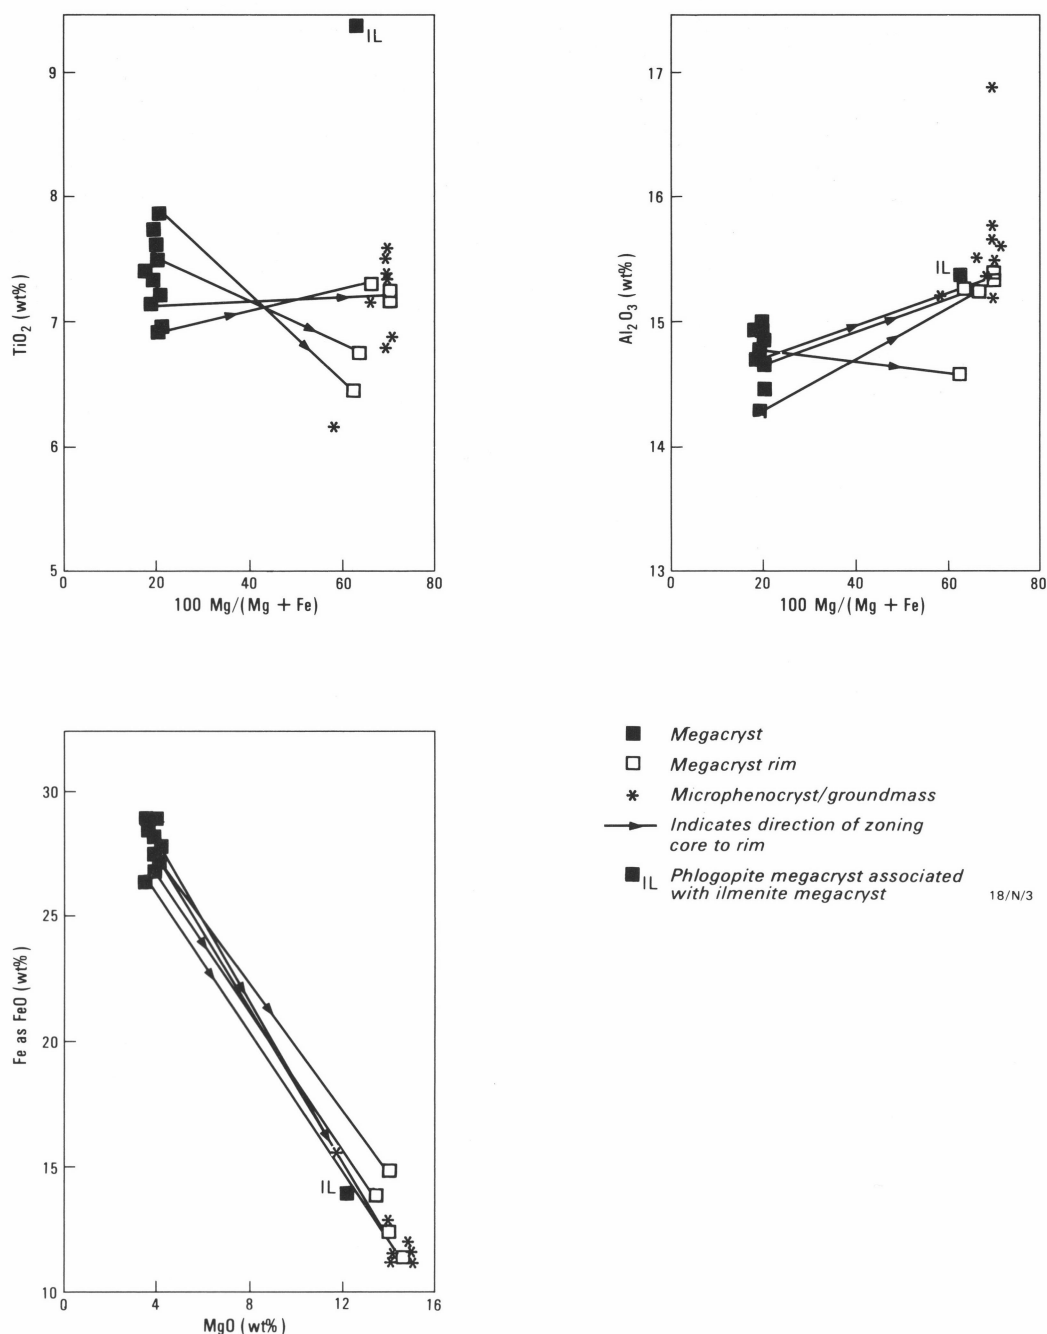 9
8
7
6
5
TiO₂ (wt%)
IL
0 20 40 60 80
100 Mg/(Mg + Fe)
17
16
15
14
13
Al₂O₃ (wt%)
IL
0 20 40 60 80
100 Mg/(Mg + Fe)
30
25
20
15
10
Fe as FeO (wt%)
IL
0 4 8 12 16
MgO (wt%)
Megacryst
Megacryst rim
Microphenocryst/groundmass
Indicates direction of zoning
core to rim
IL Phlogopite megacryst associated
with ilmenite megacryst
18/N/3